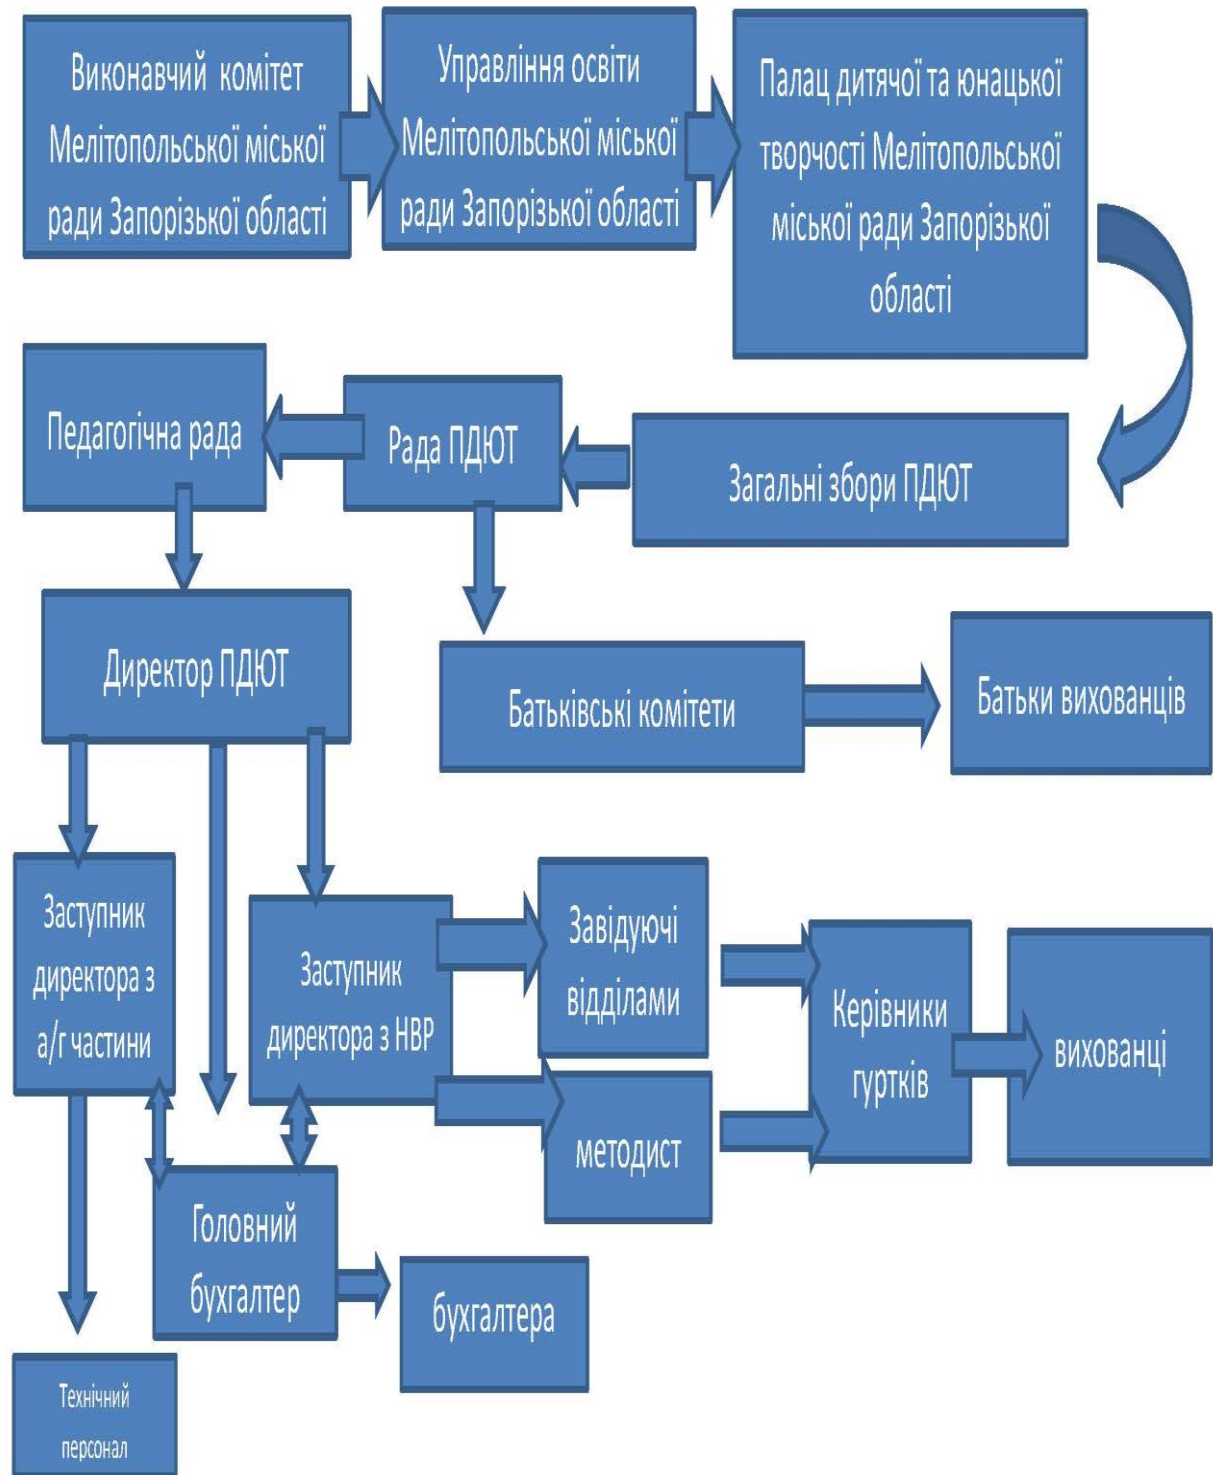 Виконавчий комітет
Мелітопольської міської
ради Запорізької області
Управління освіти
Мелітопольської міської
ради Запорізької області
Палац дитячої та юнацької
творчості Мелітопольської
міської ради Запорізької
області
Педагогічна рада
Рада ПДЮТ
Загальні збори ПДЮТ
Директор ПДЮТ
Батьківські комітети
Батьки вихованців
Заступник
директора з
а/г частини
Заступник
директора з НВР
Завідуючі
відділами
методист
Керівники
гуртків
вихованці
Головний
бухгалтер
бухгалтера
Технічний
персонал